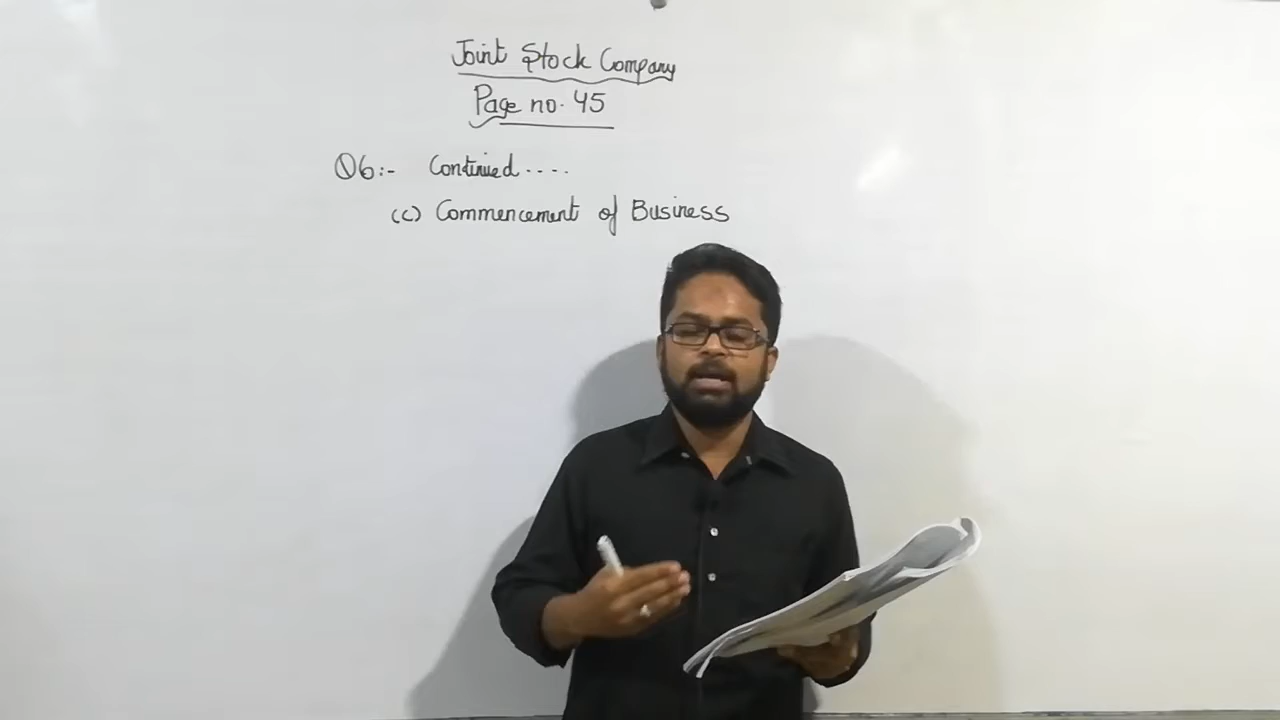 Joint Stock Company
Page no. 45
Q6:- Continued....
(c) Commencement of Business